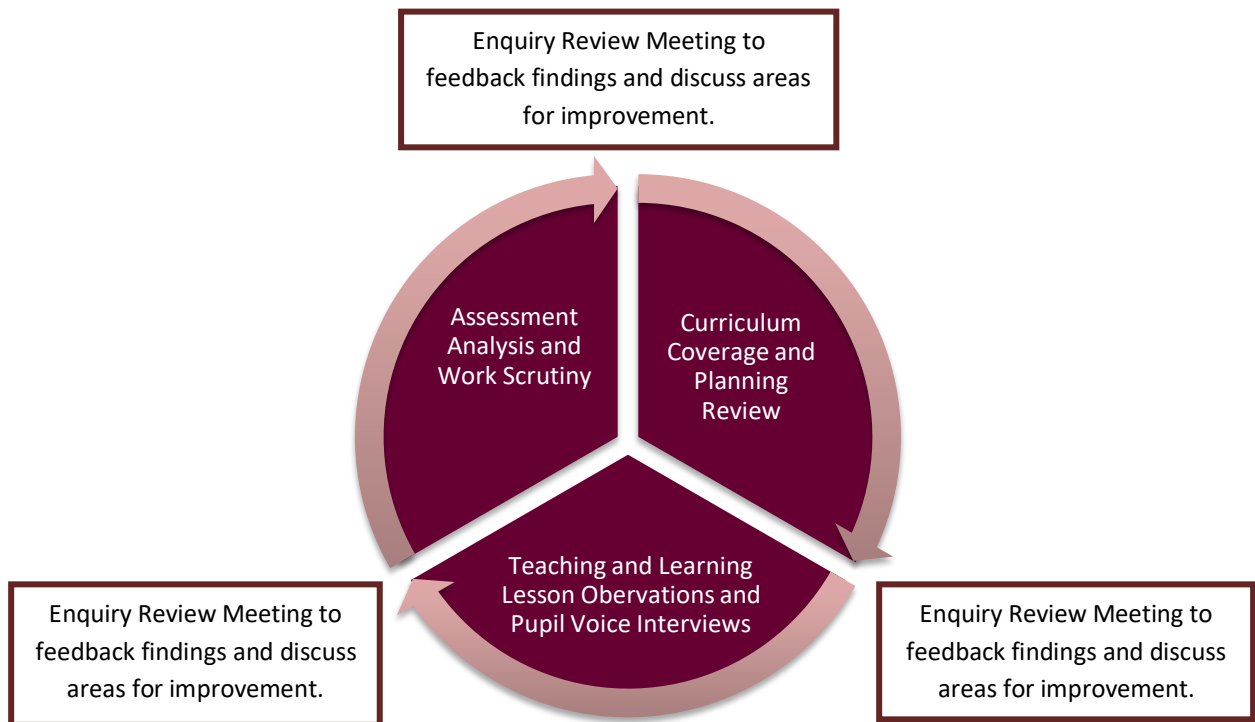 Enquiry Review Meeting to
feedback findings and discuss areas
for improvement.
Assessment
Analysis and
Work Scrutiny
Curriculum
Coverage and
Planning
Review
Teaching and Learning
Lesson Obervations and
Pupil Voice Interviews
Enquiry Review Meeting to
feedback findings and discuss
areas for improvement.
Enquiry Review Meeting to
feedback findings and discuss
areas for improvement.